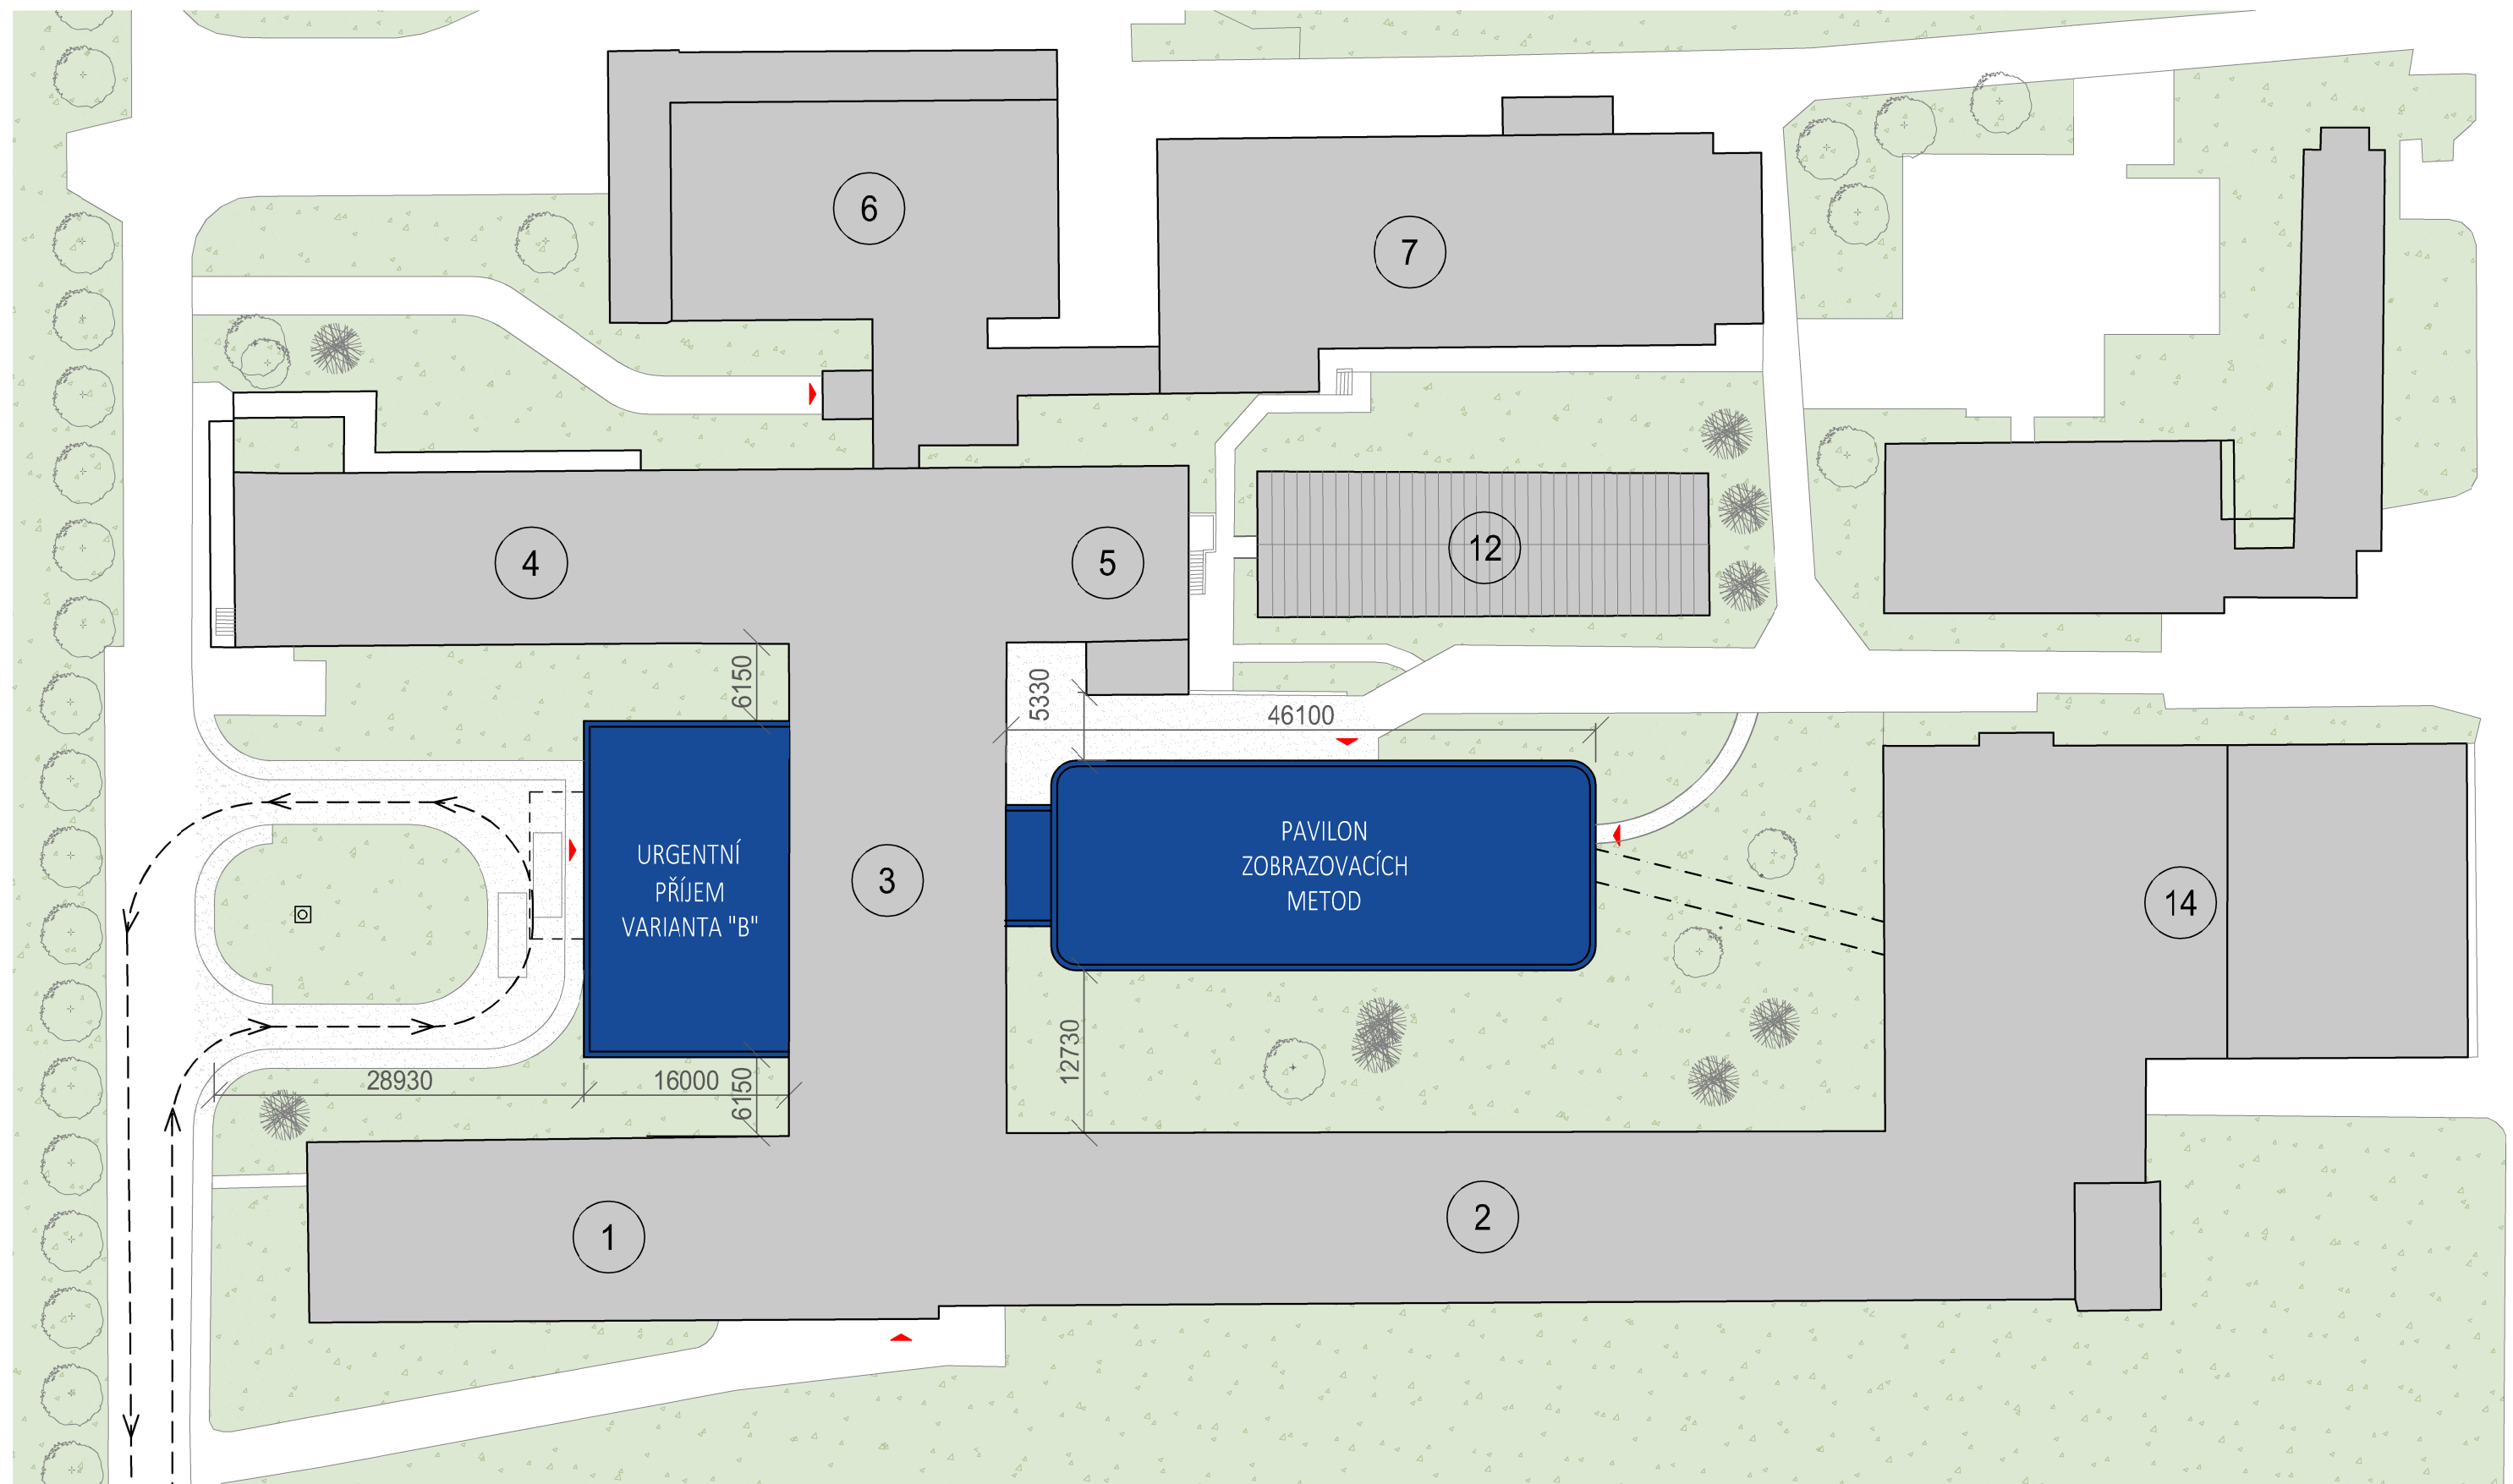 6
7
4
5
12
6150
5330
46100
URGENTNÍ
PŘÍJEM
VARIANTA "B"
3
PAVILON
ZOBRAZOVACÍCH
METOD
14
28930
16000
6150
12730
1
2